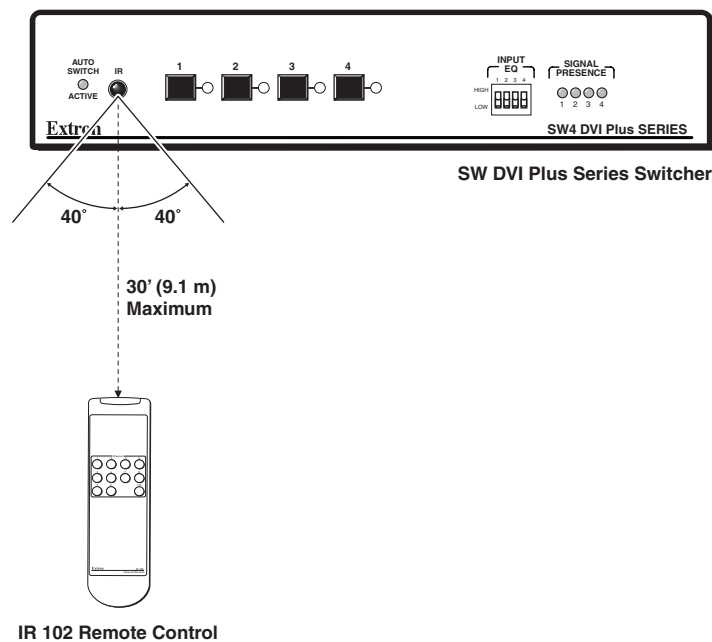 AUTO
SWITCH
ACTIVE
IR
1 2 3 4
INPUT
EQ
1 2 3 4
HIGH
LOW
SIGNAL
PRESENCE
1 2 3 4
Extron
SW4 DVI Plus SERIES
SW DVI Plus Series Switcher
40˚ 40˚
30’ (9.1 m)
Maximum
Extron
IR 102 Remote Control